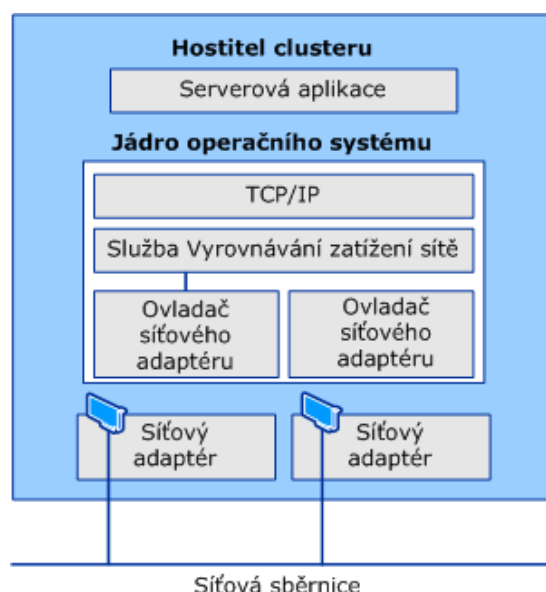 Hostitel clusteru
Serverová aplikace
Jádro operačního systému
TCP/IP
Služba Vyrovnávání zatížení sítě
Ovladač
síťového
adaptéru
Ovladač
síťového
adaptéru
Síťový
adaptér
Síťový
adaptér
Síťová sběrnice